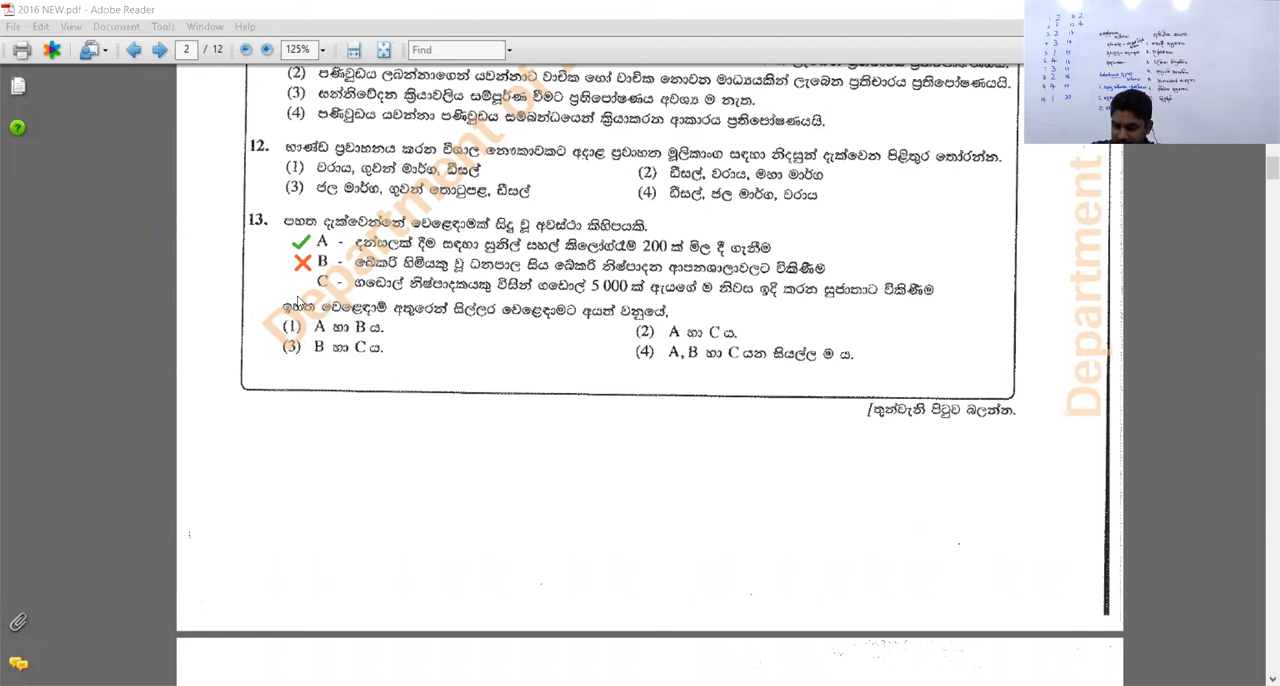 2016 NEW.pdf - Adobe Reader
File Edit View Document Tools Window Help
2 / 12 125% Find
(2) පණිවුඩය ලබන්නාගෙන් යවන්නාට වාචික හෝ වාචික නොවන මාධ්‍යයකින් ලැබෙන ප්‍රතිචාරය ප්‍රතිපෝෂණයයි.
(3) සන්නිවේදන ක්‍රියාවලිය සම්පූර්ණ වීමට ප්‍රතිපෝෂණය අවශ්‍ය ම නැත.
(4) පණිවුඩය යවන්නා පණිවුඩය සම්බන්ධයෙන් ක්‍රියාකරන ආකාරය ප්‍රතිපෝෂණයයි.
12. භාණ්ඩ ප්‍රවාහනය කරන විශාල නෞකාවකට අදාළ ප්‍රවාහන මූලිකාංග සඳහා නිදසුන් දැක්වෙන පිළිතුර තෝරන්න.
(1) වරාය, ගුවන් මාර්ග, ඩීසල් (2) ඩීසල්, වරාය, මහා මාර්ග
(3) ජල මාර්ග, ගුවන් තොටුපළ, ඩීසල් (4) ඩීසල්, ජල මාර්ග, වරාය
13. පහත දැක්වෙන්නේ වෙළෙඳාමක් සිදු වූ අවස්ථා කිහිපයකි.
A - දන්සලක් දීම සඳහා සුනිල් සහල් කිලෝග්රෑම් 200 ක් මිල දී ගැනීම
B - බේකරි හිමියකු වූ ධනපාල සිය බේකරි නිෂ්පාදන ආපනශාලාවලට විකිණීම
C - ගඩොල් නිෂ්පාදකයකු විසින් ගඩොල් 5 000 ක් ඇයගේ ම නිවස ඉදි කරන සුජාතාට විකිණීම
ඉහත වෙළෙඳාම් අතුරෙන් සිල්ලර වෙළෙඳාමට අයත් වනුයේ,
(1) A හා B ය. (2) A හා C ය.
(3) B හා C ය. (4) A, B හා C යන සියල්ල ම ය.
[තුන්වැනි පිටුව බලන්න.
Department
Department